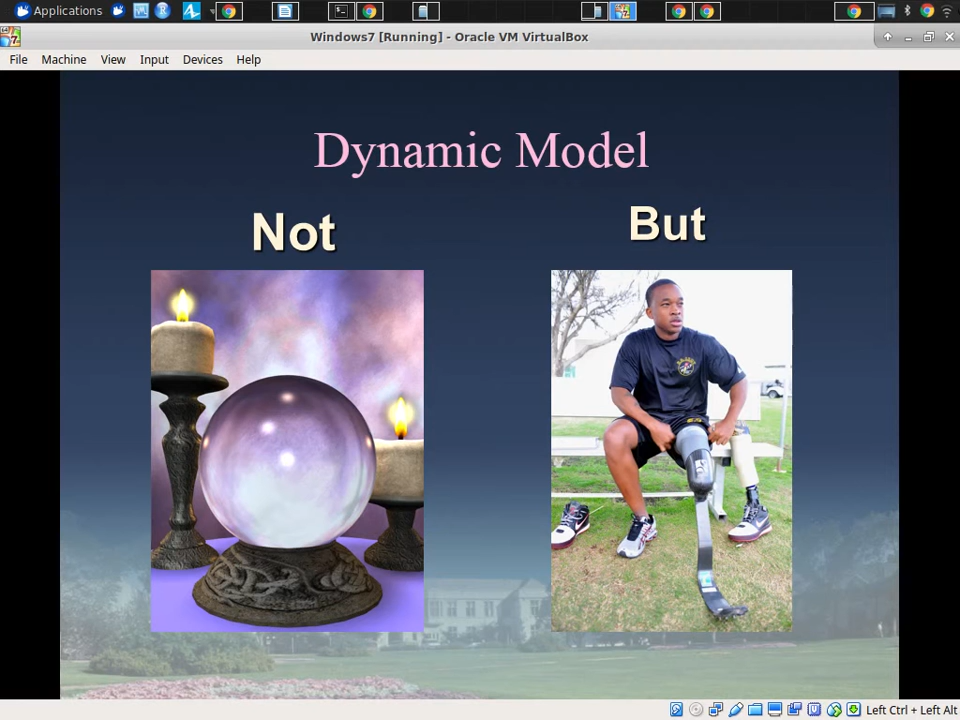 Applications
Windows7 [Running] - Oracle VM VirtualBox
File Machine View Input Devices Help
Dynamic Model
Not
But
Left Ctrl + Left Alt